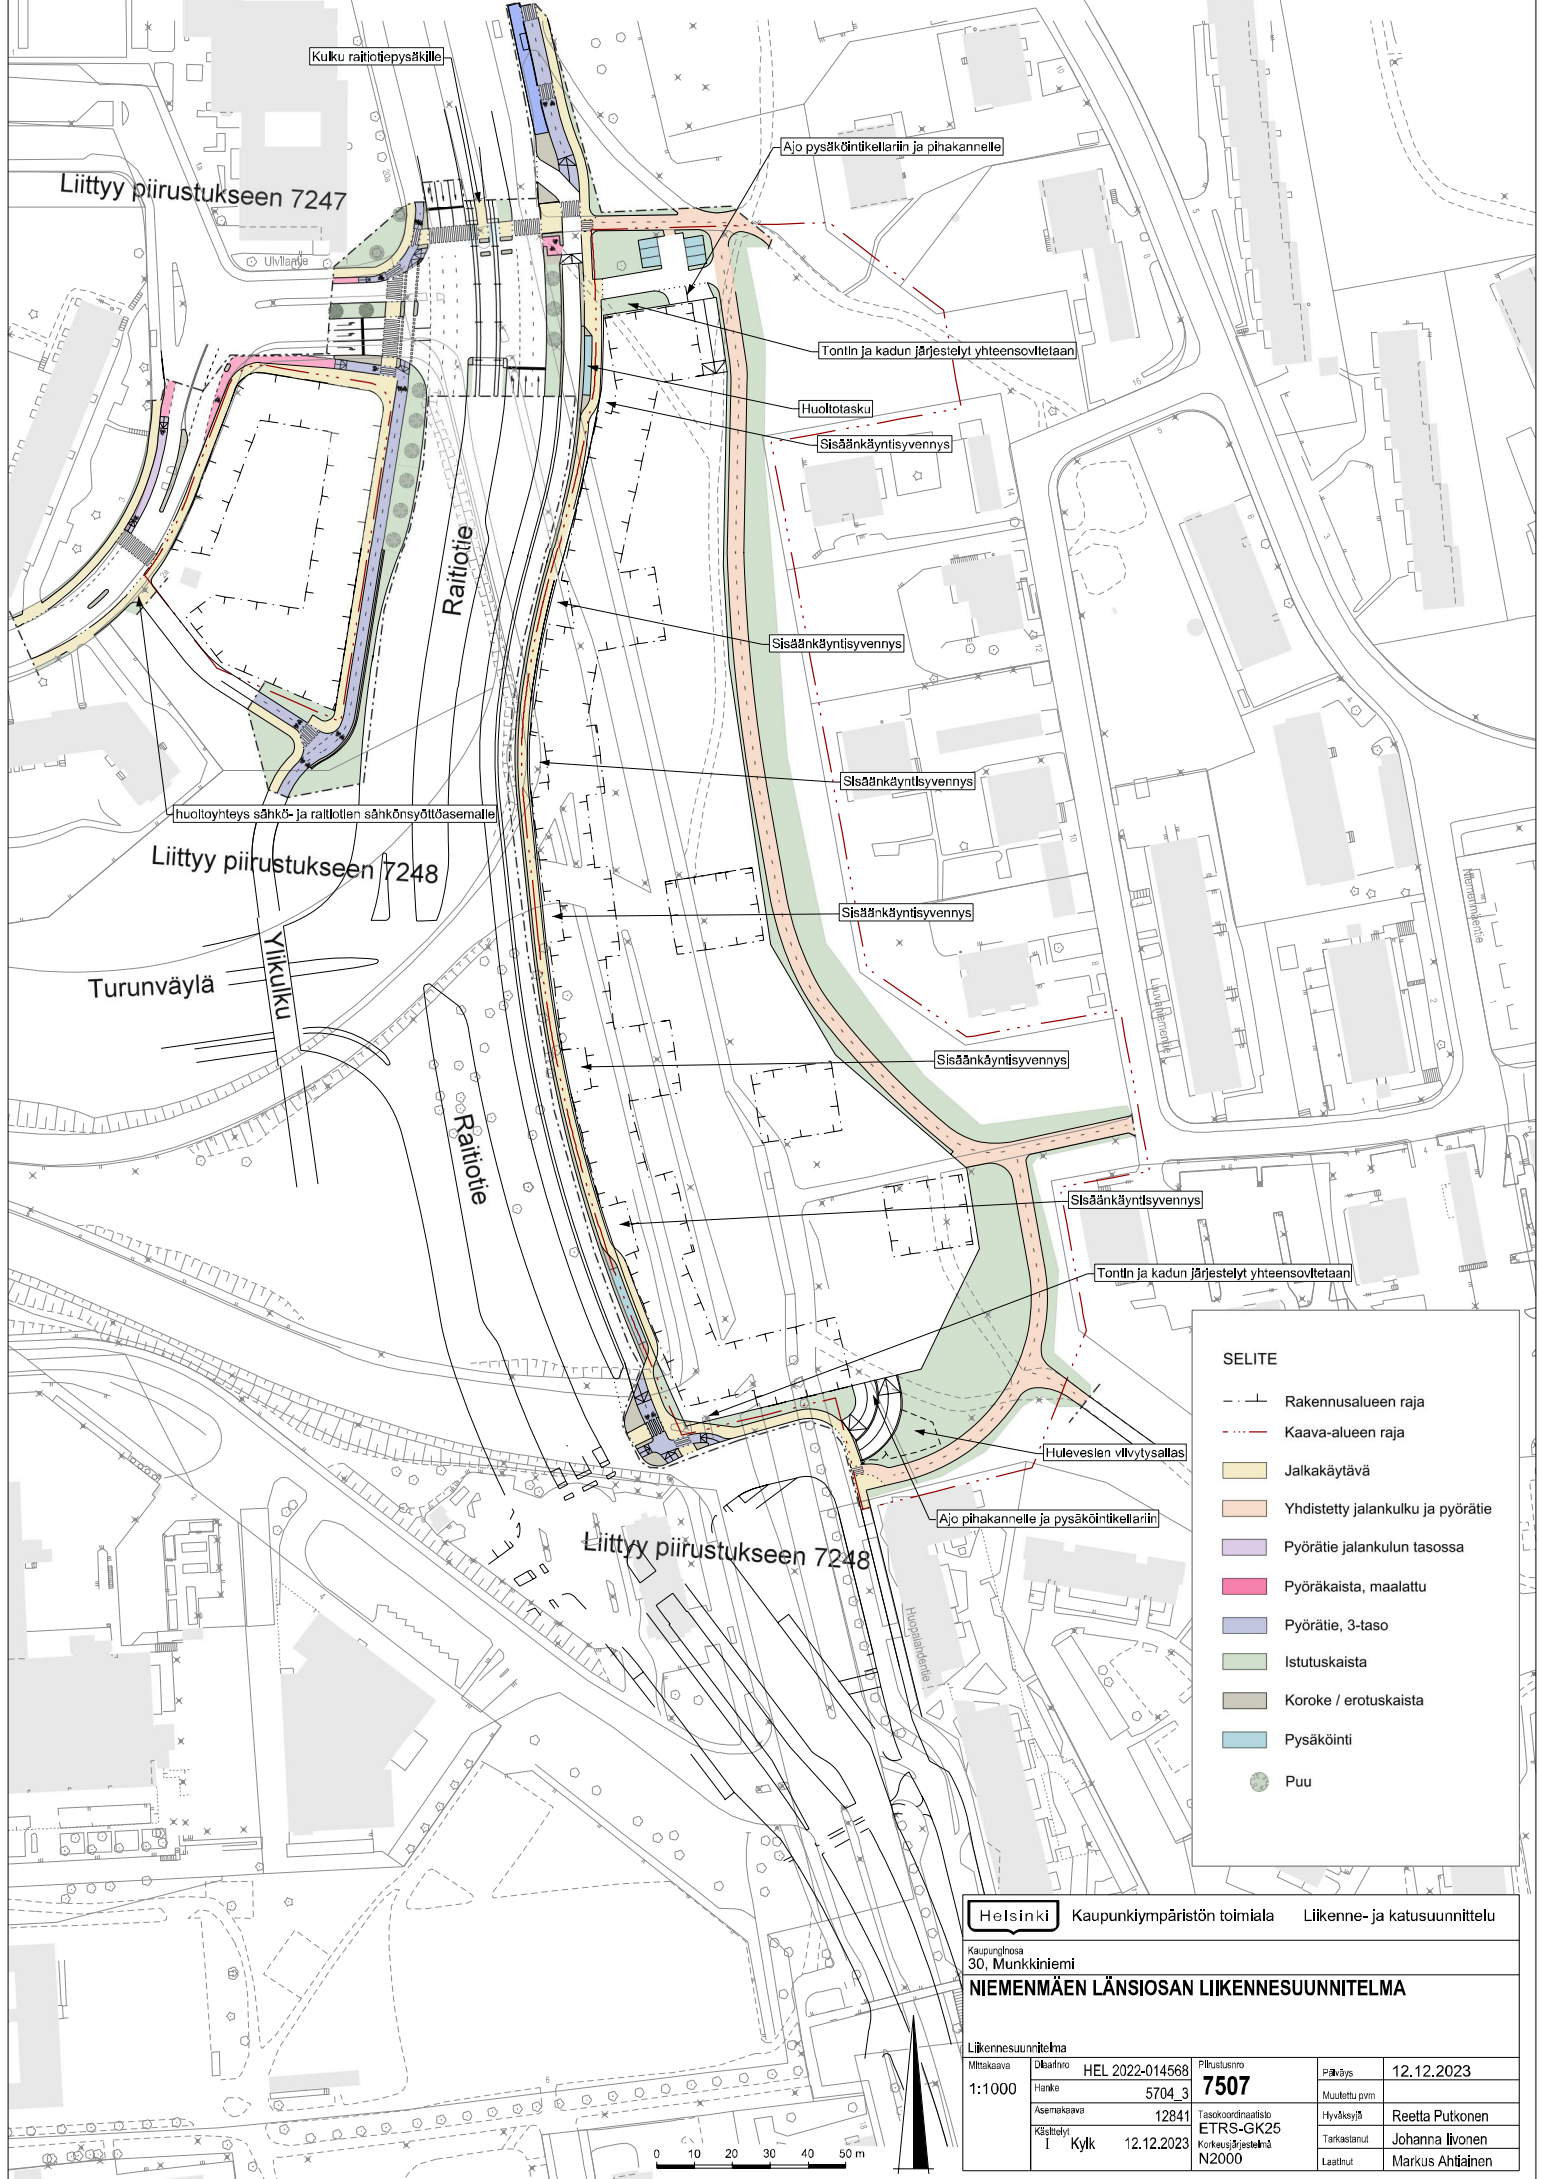 Kulku raitiotiepysäkille
Ajo pysäköintikellariin ja pihakannelle
Liittyy piirustukseen 7247
Ulvilantie
Tontin ja kadun järjestelyt yhteensovitetaan
Huoltotasku
Sisäänkäyntisyvennys
Raitiotie
Sisäänkäyntisyvennys
Sisäänkäyntisyvennys
huoltoyhteys sähkö- ja raitiotien sähkönsyöttöasemalle
Liittyy piirustukseen 7248
Sisäänkäyntisyvennys
Niemenmäentie
Ylikulku
Turunväylä
Luuvaniementie
Sisäänkäyntisyvennys
Raitiotie
Sisäänkäyntisyvennys
Tontin ja kadun järjestelyt yhteensovitetaan
Hulevesien viivytysallas
Ajo pihakannelle ja pysäköintikellariin
Liittyy piirustukseen 7248
Huopalahdentie
SELITE
Rakennusalueen raja
Kaava-alueen raja
Jalkakäytävä
Yhdistetty jalankulku ja pyörätie
Pyörätie jalankulun tasossa
Pyöräkaista, maalattu
Pyörätie, 3-taso
Istutuskaista
Koroke / erotuskaista
Pysäköinti
Puu
Helsinki Kaupunkiympäristön toimiala Liikenne- ja katusuunnittelu
Kaupunginosa
30, Munkkiniemi
NIEMENMÄEN LÄNSIOSAN LIIKENNESUUNNITELMA
Liikennesuunnitelma
Mittakaava
1:1000
Diaarinro HEL 2022-014568
Hanke 5704_3
Asemakaava 12841
Käsittelyt
I Kylk 12.12.2023
Piirustusnro
7507
Tasokoordinaatisto
ETRS-GK25
Korkeusjärjestelmä
N2000
Päiväys 12.12.2023
Muutettu pvm
Hyväksyjä Reetta Putkonen
Tarkastanut Johanna Iivonen
Laatinut Markus Ahtiainen
0 10 20 30 40 50 m